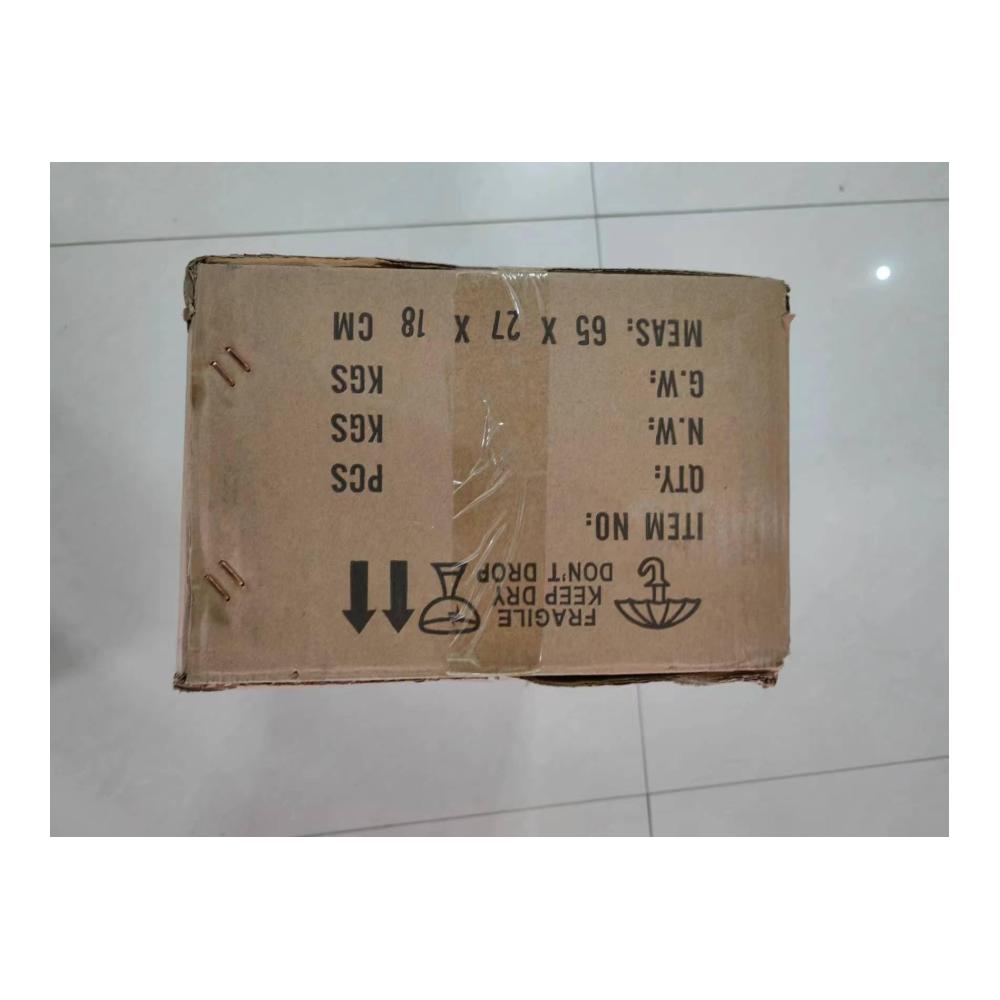 FRAGILE
KEEP DRY
DON'T DROP
ITEM NO:
QTY: PCS
N.W: KGS
G.W: KGS
MEAS: 65 X 27 X 18 CM